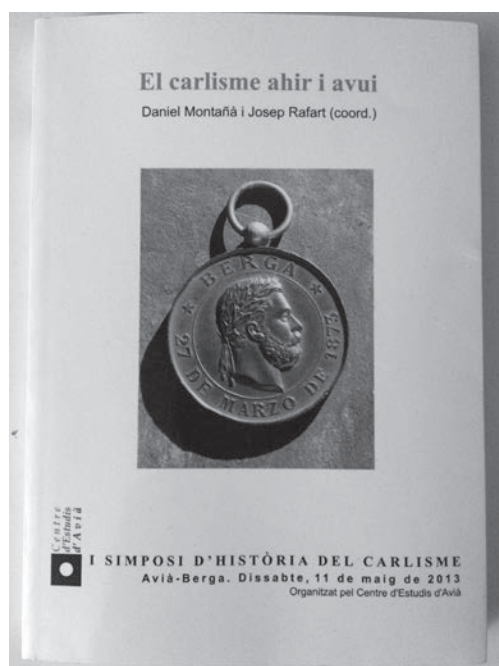 El carlisme ahir i avui
Daniel Montañà i Josep Rafart (coord.)
* BERGA *
27 DE MARZO DE 1873
Centre
d'Estudis
d'Avià
I SIMPOSI D'HISTÒRIA DEL CARLISME
Avià-Berga. Dissabte, 11 de maig de 2013
Organitzat pel Centre d'Estudis d'Avià